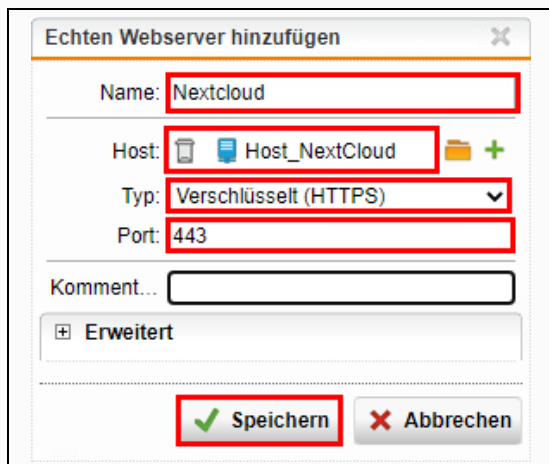 Echten Webserver hinzufügen
Name: Nextcloud
Host: Host_NextCloud
Typ: Verschlüsselt (HTTPS)
Port: 443
Komment...
Erweitert
Speichern Abbrechen